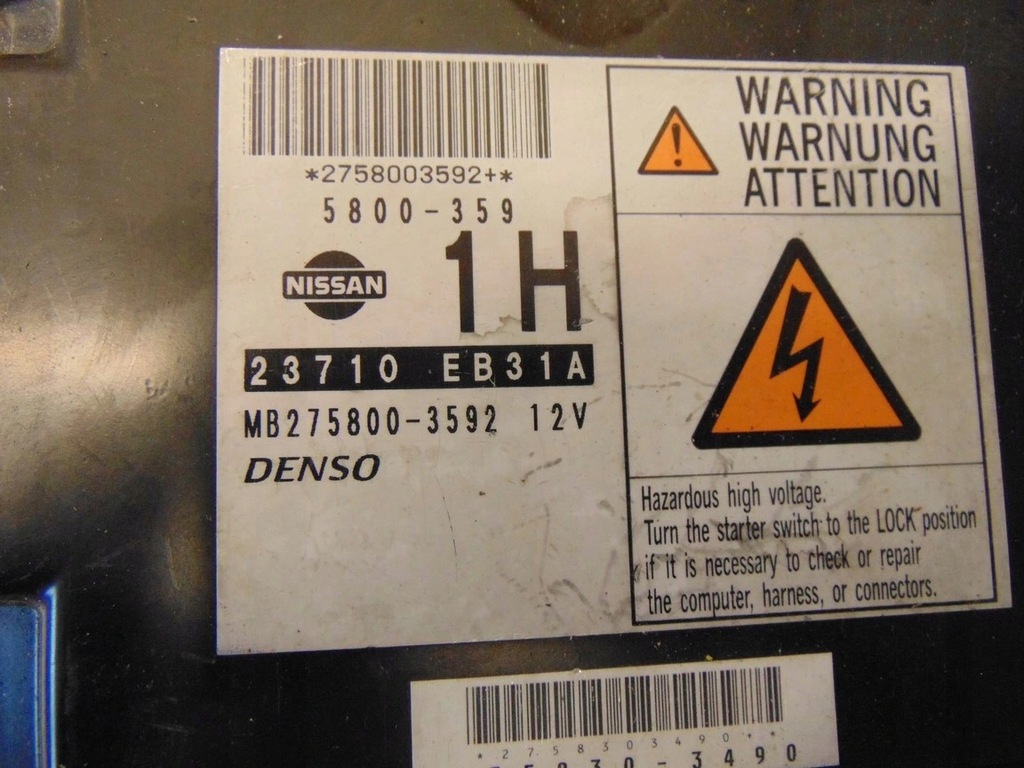 *2758003592+*
5800-359
NISSAN
1H
23710 EB31A
MB275800-3592 12V
DENSO
WARNING
WARNUNG
ATTENTION
Hazardous high voltage.
Turn the starter switch to the LOCK position
if it is necessary to check or repair
the computer, harness, or connectors.
*2758303490+*